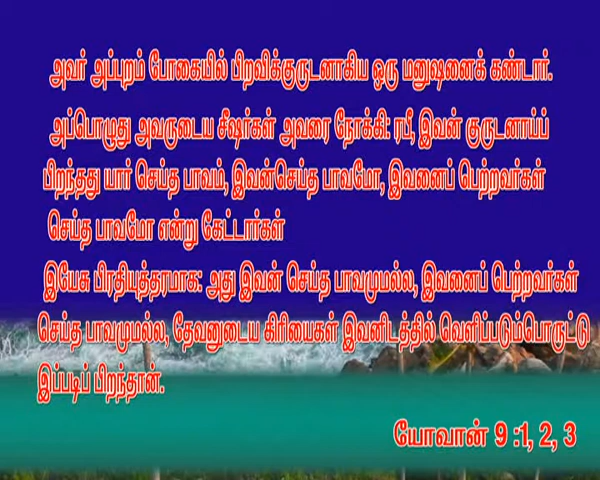 அவர் அப்புறம் போகையில் பிறவிக்குருடனாகிய ஒரு மனுஷனைக் கண்டார்.
அப்பொழுது அவருடைய சீஷர்கள் அவரை நோக்கி: ரபீ, இவன் குருடனாய்ப்
பிறந்தது யார் செய்த பாவம், இவன்செய்த பாவமோ, இவனைப் பெற்றவர்கள்
செய்த பாவமோ என்று கேட்டார்கள்
இயேசு பிரதியுத்தரமாக: அது இவன் செய்த பாவமுமல்ல, இவனைப் பெற்றவர்கள்
செய்த பாவமுமல்ல, தேவனுடைய கிரியைகள் இவனிடத்தில் வெளிப்படும்பொருட்டு
இப்படிப் பிறந்தான்.
யோவான் 9 :1, 2, 3